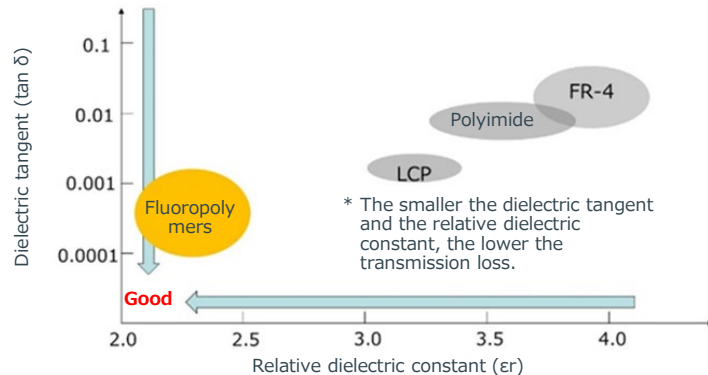 Dielectric tangent (tan δ)
0.1
0.01
0.001
0.0001
FR-4
Polyimide
LCP
Fluoropoly
mers
* The smaller the dielectric tangent
and the relative dielectric
constant, the lower the
transmission loss.
Good
2.0
2.5
3.0
3.5
4.0
Relative dielectric constant (εr)